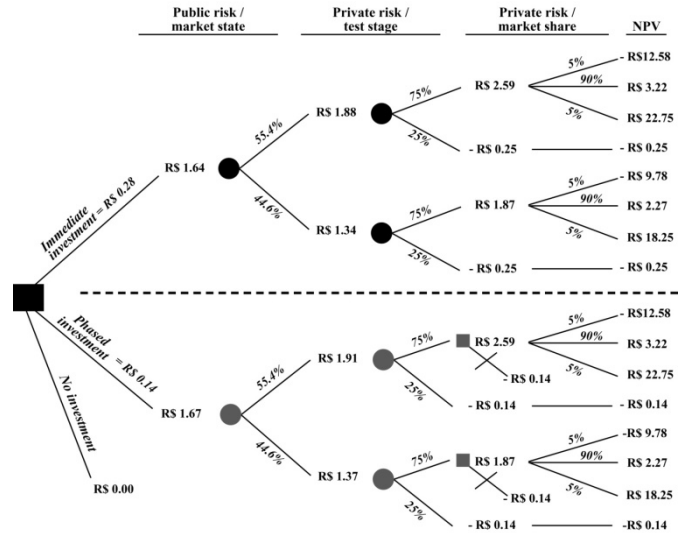 Public risk / market state
Private risk / test stage
Private risk / market share
NPV
Immediate investment = R$ 0.28
R$ 1.64
55.4%
R$ 1.88
75%
R$ 2.59
5%
- R$12.58
90%
R$ 3.22
5%
R$ 22.75
25%
- R$ 0.25
- R$ 0.25
44.6%
R$ 1.34
75%
R$ 1.87
5%
- R$ 9.78
90%
R$ 2.27
5%
R$ 18.25
25%
- R$ 0.25
- R$ 0.25
Phased investment = R$ 0.14
R$ 1.67
55.4%
R$ 1.91
75%
R$ 2.59
- R$ 0.14
5%
- R$12.58
90%
R$ 3.22
5%
R$ 22.75
25%
- R$ 0.14
- R$ 0.14
44.6%
R$ 1.37
75%
R$ 1.87
- R$ 0.14
5%
-R$ 9.78
90%
R$ 2.27
5%
R$ 18.25
25%
- R$ 0.14
-R$ 0.14
No investment
R$ 0.00